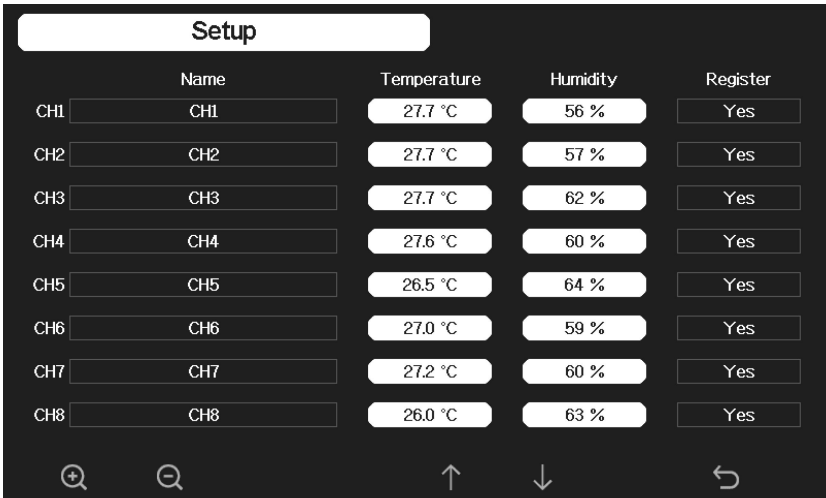 Setup
Name Temperature Humidity Register
CH1 CH1 27.7 °C 56 % Yes
CH2 CH2 27.7 °C 57 % Yes
CH3 CH3 27.7 °C 62 % Yes
CH4 CH4 27.6 °C 60 % Yes
CH5 CH5 26.5 °C 64 % Yes
CH6 CH6 27.0 °C 59 % Yes
CH7 CH7 27.2 °C 60 % Yes
CH8 CH8 26.0 °C 63 % Yes